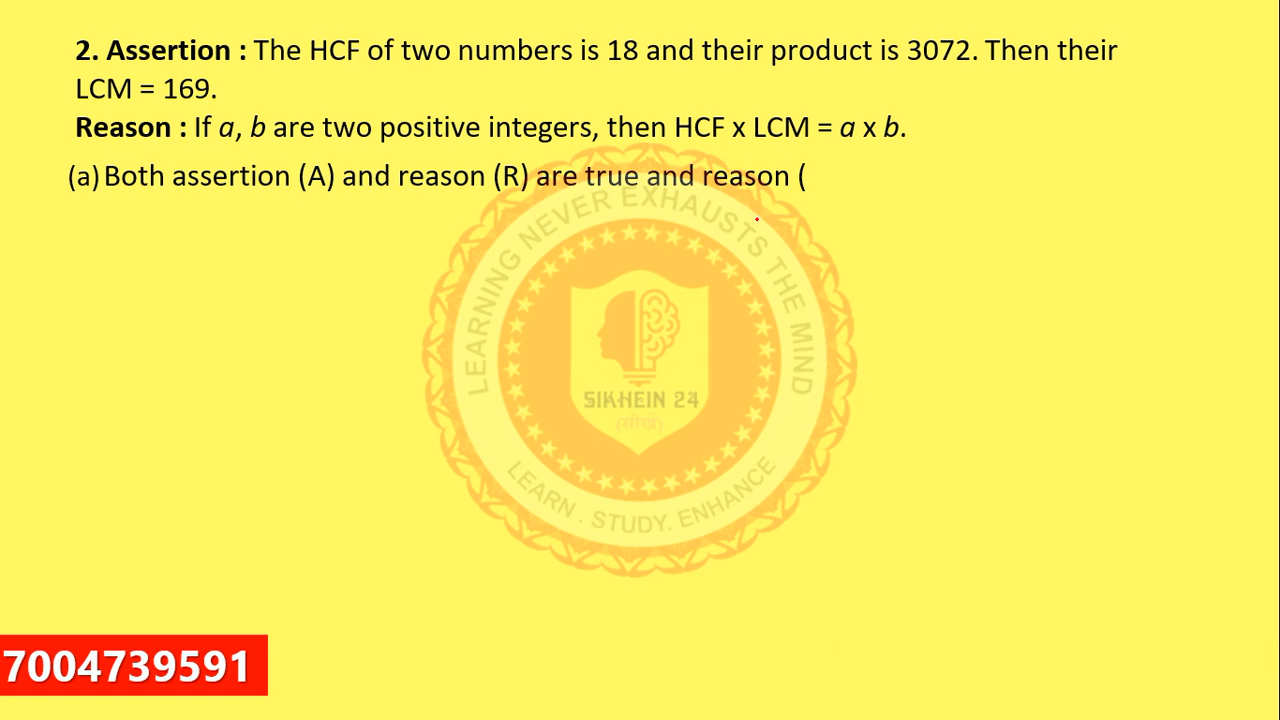 2. Assertion : The HCF of two numbers is 18 and their product is 3072. Then their
LCM = 169.
Reason : If a, b are two positive integers, then HCF x LCM = a x b.
(a) Both assertion (A) and reason (R) are true and reason (
LEARNING NEVER EXHAUSTS THE MIND
SIKHEIN 24
(सीखें)
LEARN . STUDY. ENHANCE
7004739591